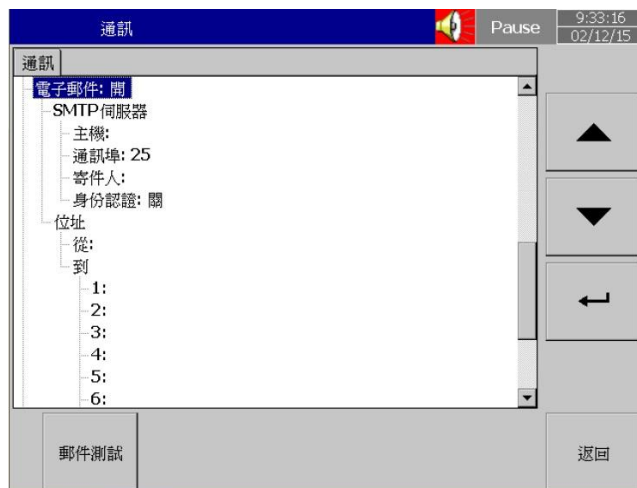 通訊
Pause
9:33:16
02/12/15
通訊
電子郵件: 開
SMTP伺服器
主機:
通訊埠: 25
寄件人:
身份認證: 關
位址
從:
到
1:
2:
3:
4:
5:
6:
郵件測試
返回